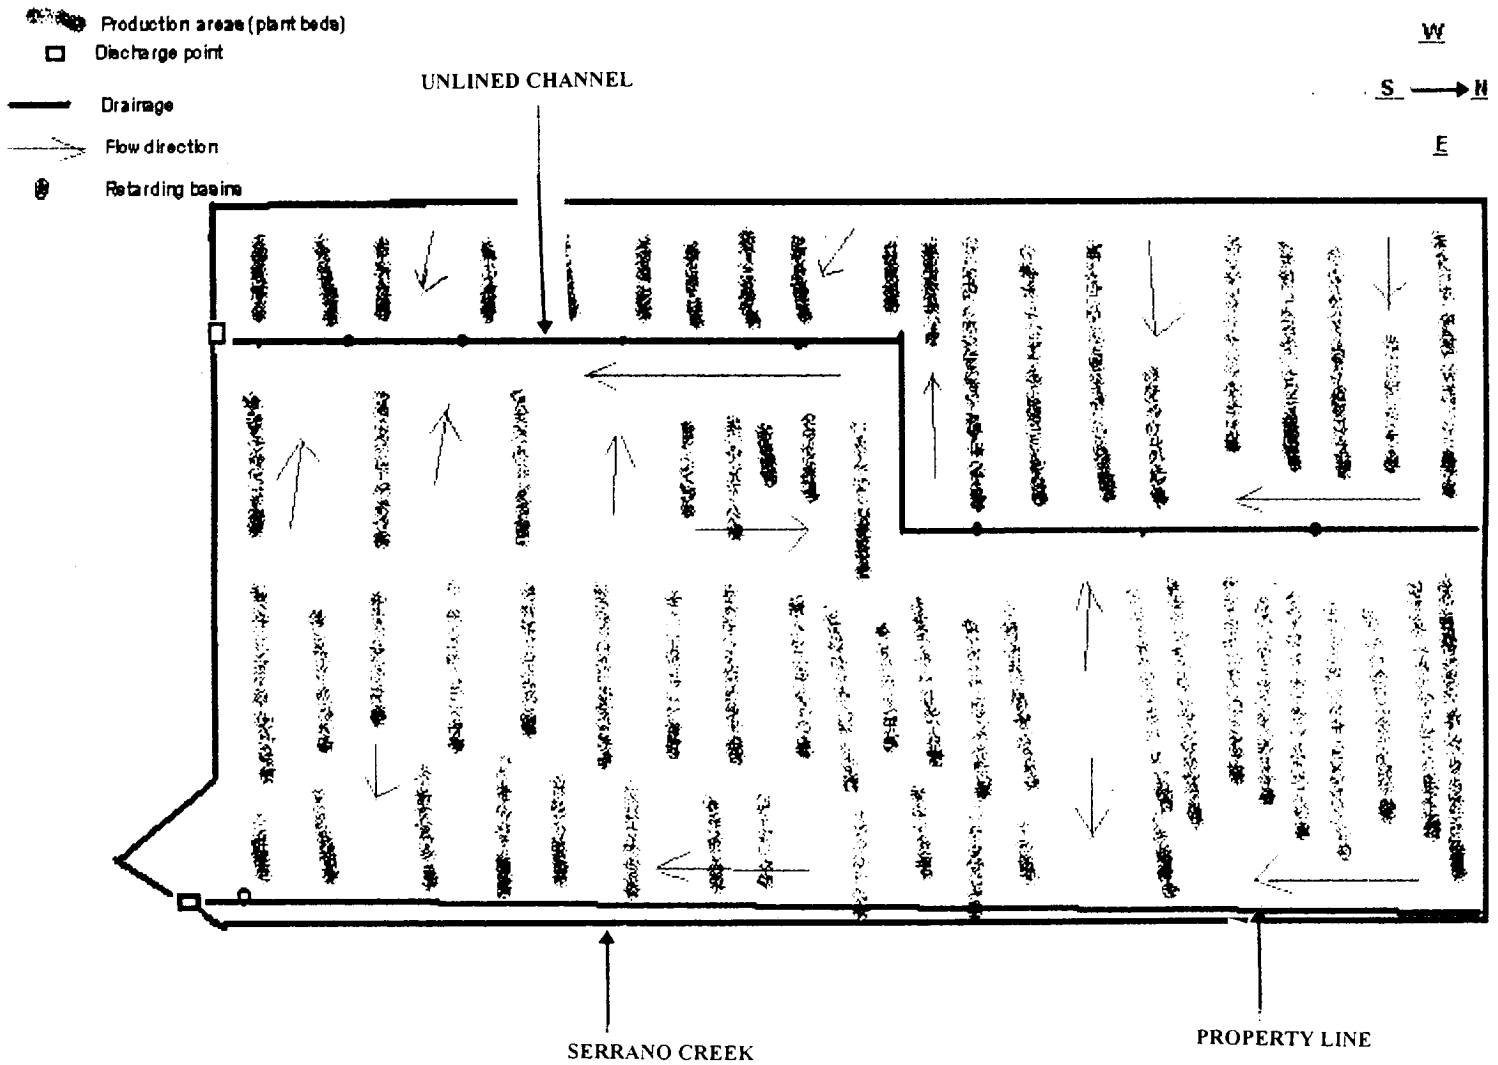 Production areas (plant beds)
Discharge point
Drainage
Flow direction
Retarding basins
UNLINED CHANNEL
W
S N
E
SERRANO CREEK
PROPERTY LINE